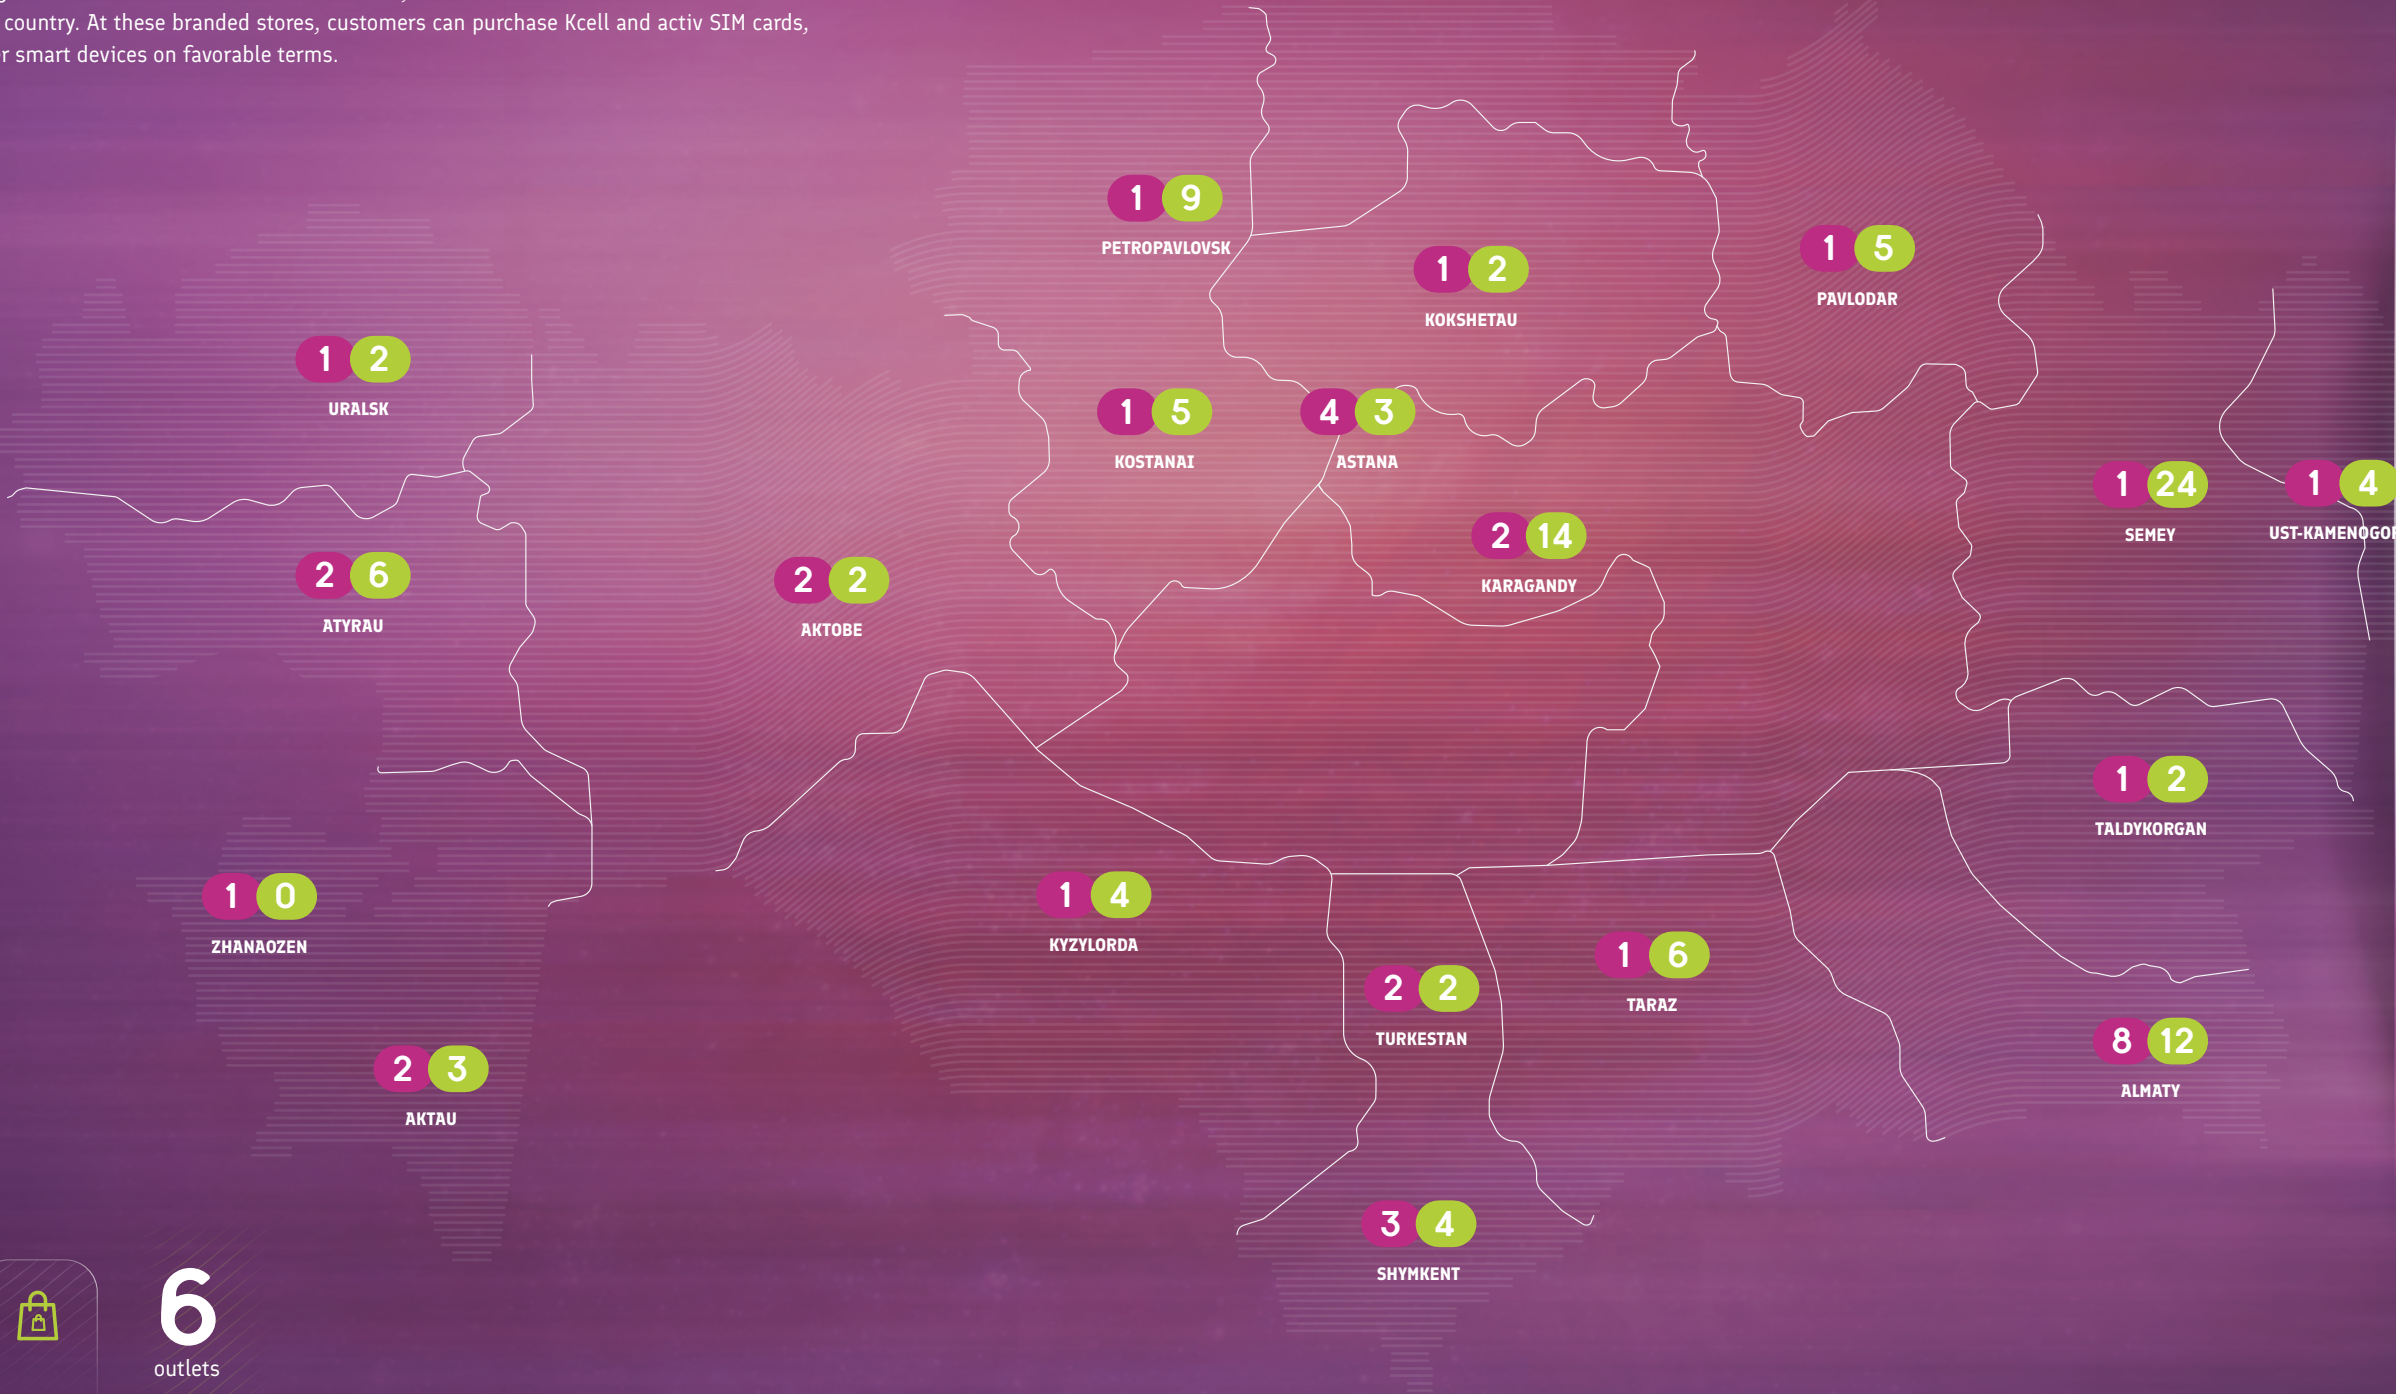 country. At these branded stores, customers can purchase Kcell and activ SIM cards,
smart devices on favorable terms.
1 9
PETROPAVLOVSK
1 2
KOKSHETAU
1 5
PAVLODAR
1 2
URALSK
1 5
KOSTANAI
4 3
ASTANA
1 24
SEMEY
1 4
2 14
KARAGANDY
2 6
ATYRAU
2 2
AKTOBE
1 2
TALDYKORGAN
1 0
ZHANAOZEN
1 4
KYZYLORDA
1 6
TARAZ
2 2
TURKESTAN
8 12
ALMATY
2 3
AKTAU
3 4
SHYMKENT
6
outlets